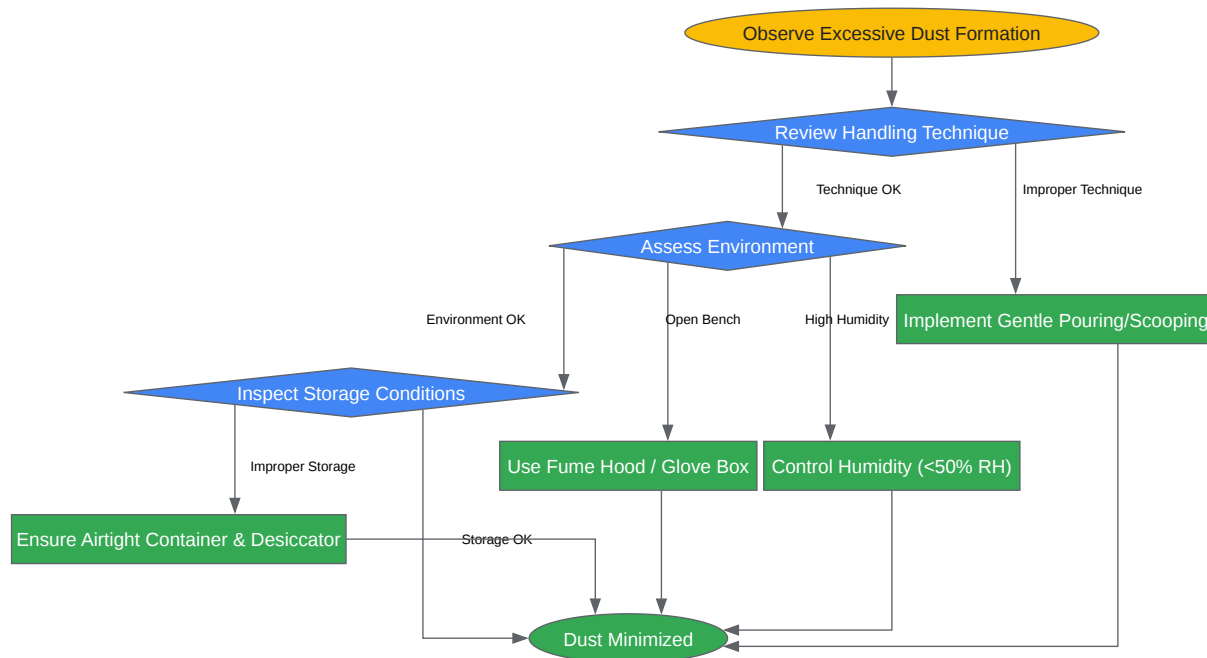 Observe Excessive Dust Formation
Review Handling Technique
Technique OK
Improper Technique
Assess Environment
Environment OK
Open Bench
High Humidity
Implement Gentle Pouring/Scooping
Inspect Storage Conditions
Improper Storage
Use Fume Hood / Glove Box
Control Humidity (<50% RH)
Ensure Airtight Container & Desiccator
Storage OK
Dust Minimized